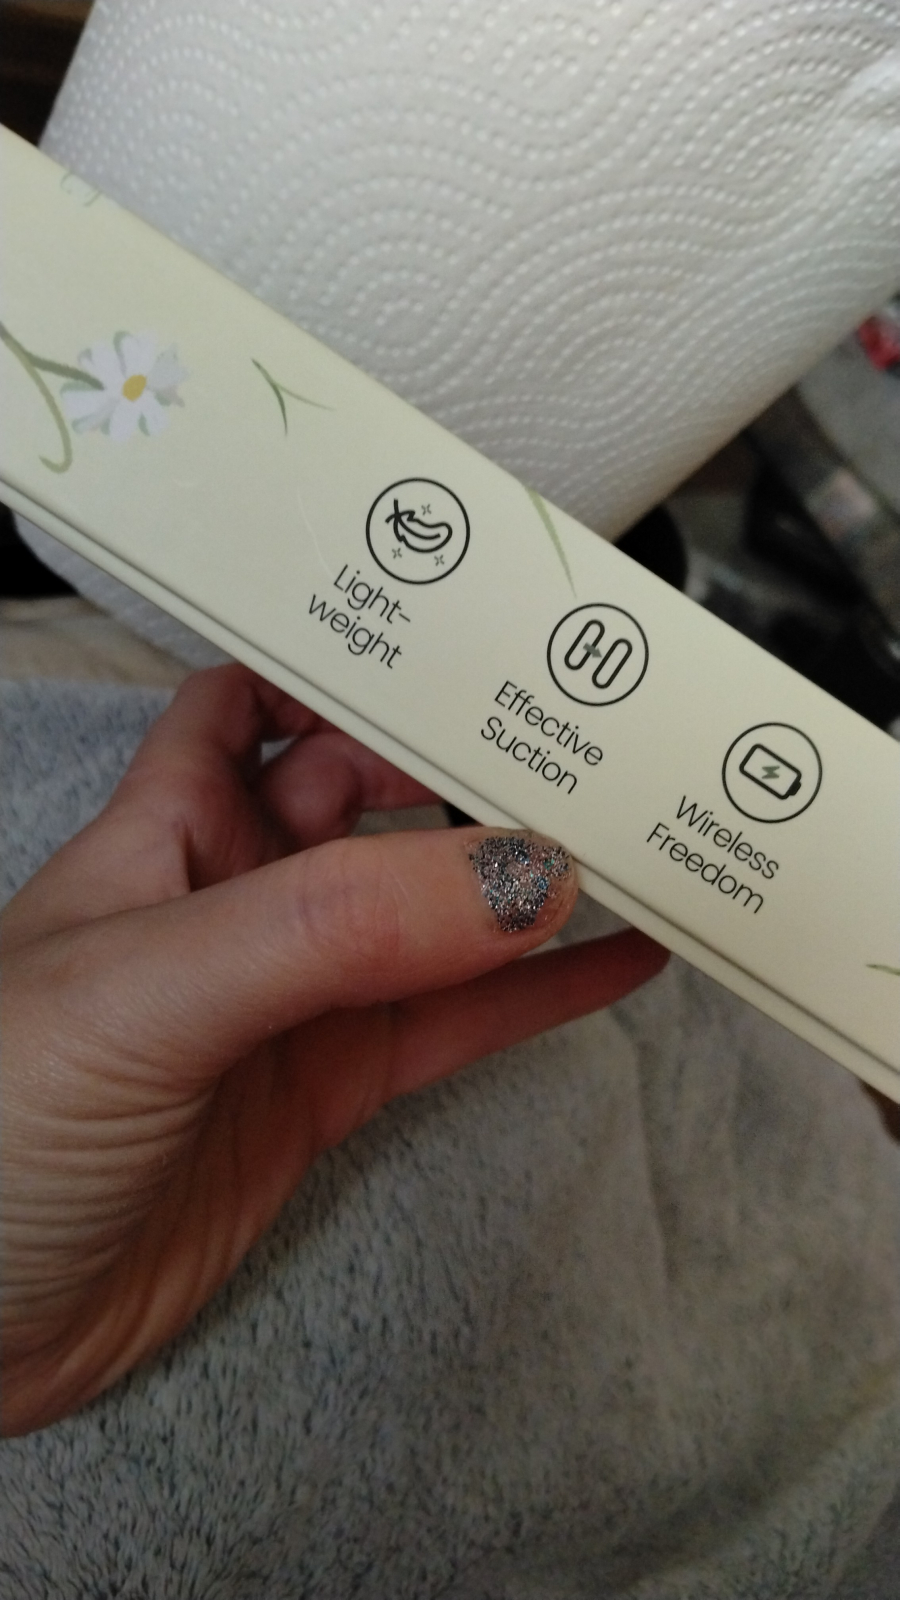 Light-
weight
Effective
Suction
Wireless
Freedom